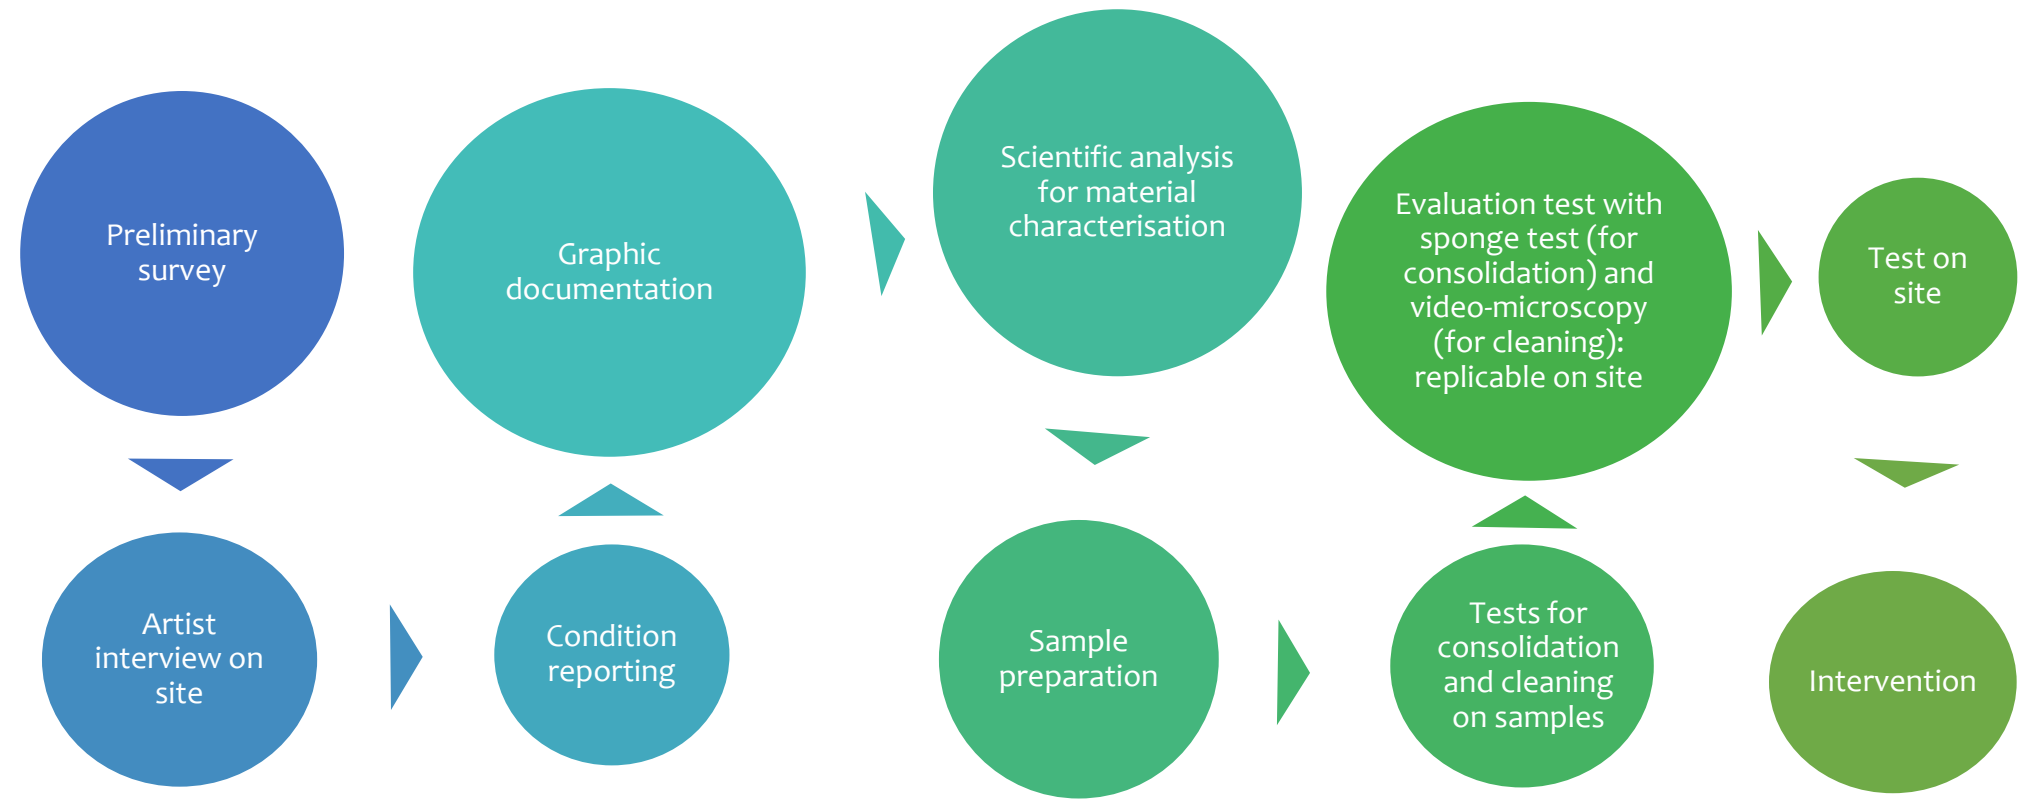 Preliminary
survey
Artist
interview on
site
Condition
reporting
Graphic
documentation
Scientific analysis
for material
characterisation
Sample
preparation
Tests for
consolidation
and cleaning
on samples
Evaluation test with
sponge test (for
consolidation) and
video-microscopy
(for cleaning):
replicable on site
Test on
site
Intervention